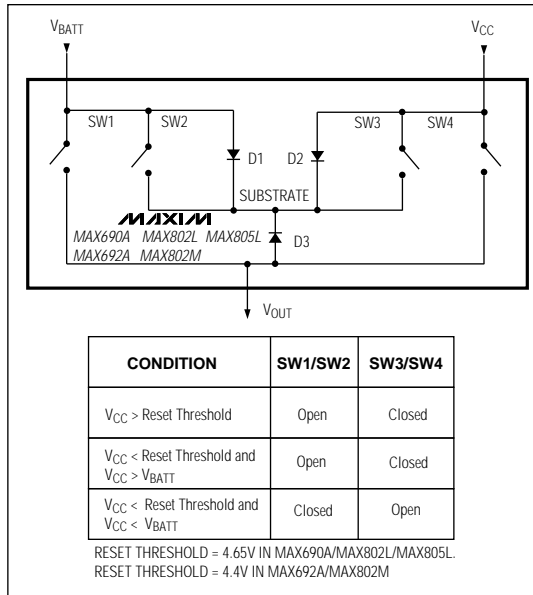 VBATT VCC
SW1 SW2 SW3 SW4
D1 D2
SUBSTRATE
MAXIM
MAX690A MAX802L MAX805L D3
MAX692A MAX802M
VOUT
CONDITION SW1/SW2 SW3/SW4
VCC > Reset Threshold Open Closed
VCC < Reset Threshold and
VCC > VBATT Open Closed
VCC < Reset Threshold and
VCC < VBATT Closed Open
RESET THRESHOLD = 4.65V IN MAX690A/MAX802L/MAX805L.
RESET THRESHOLD = 4.4V IN MAX692A/MAX802M